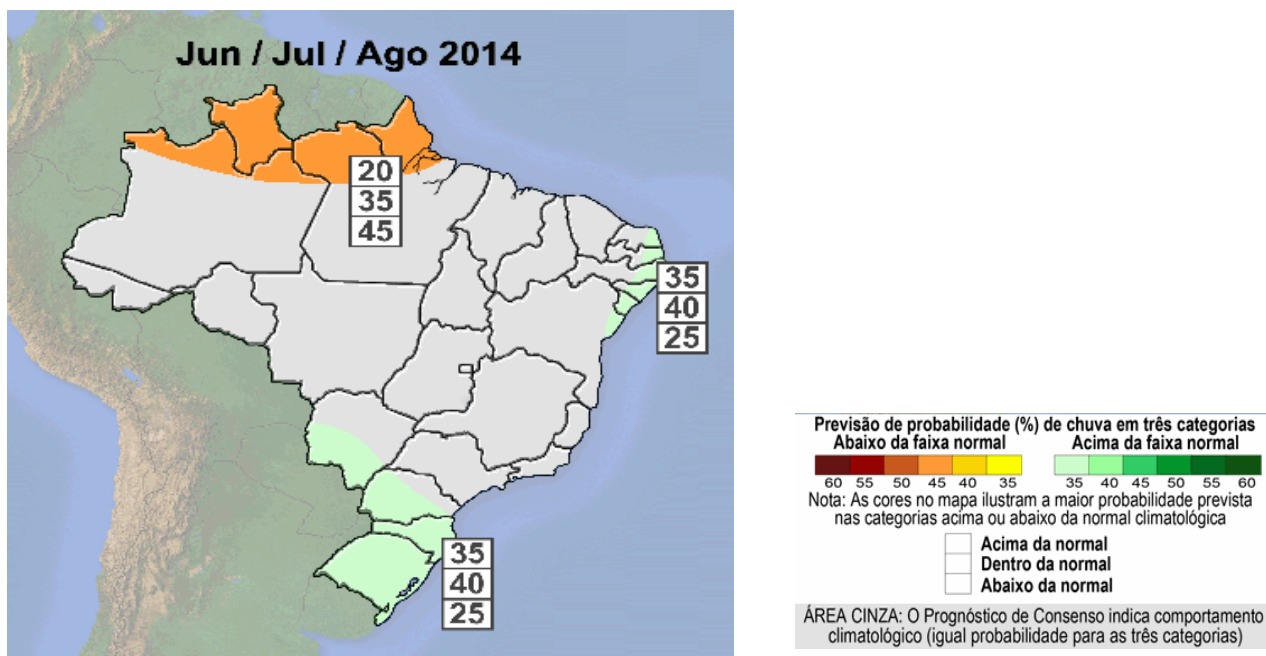 Jun / Jul / Ago 2014
20
35
45
35
40
25
35
40
25
Previsão de probabilidade (%) de chuva em três categorias
Abaixo da faixa normal Acima da faixa normal
60 55 50 45 40 35 35 40 45 50 55 60
Nota: As cores no mapa ilustram a maior probabilidade prevista
nas categorias acima ou abaixo da normal climatológica
Acima da normal
Dentro da normal
Abaixo da normal
ÁREA CINZA: O Prognóstico de Consenso indica comportamento
climatológico (igual probabilidade para as três categorias)